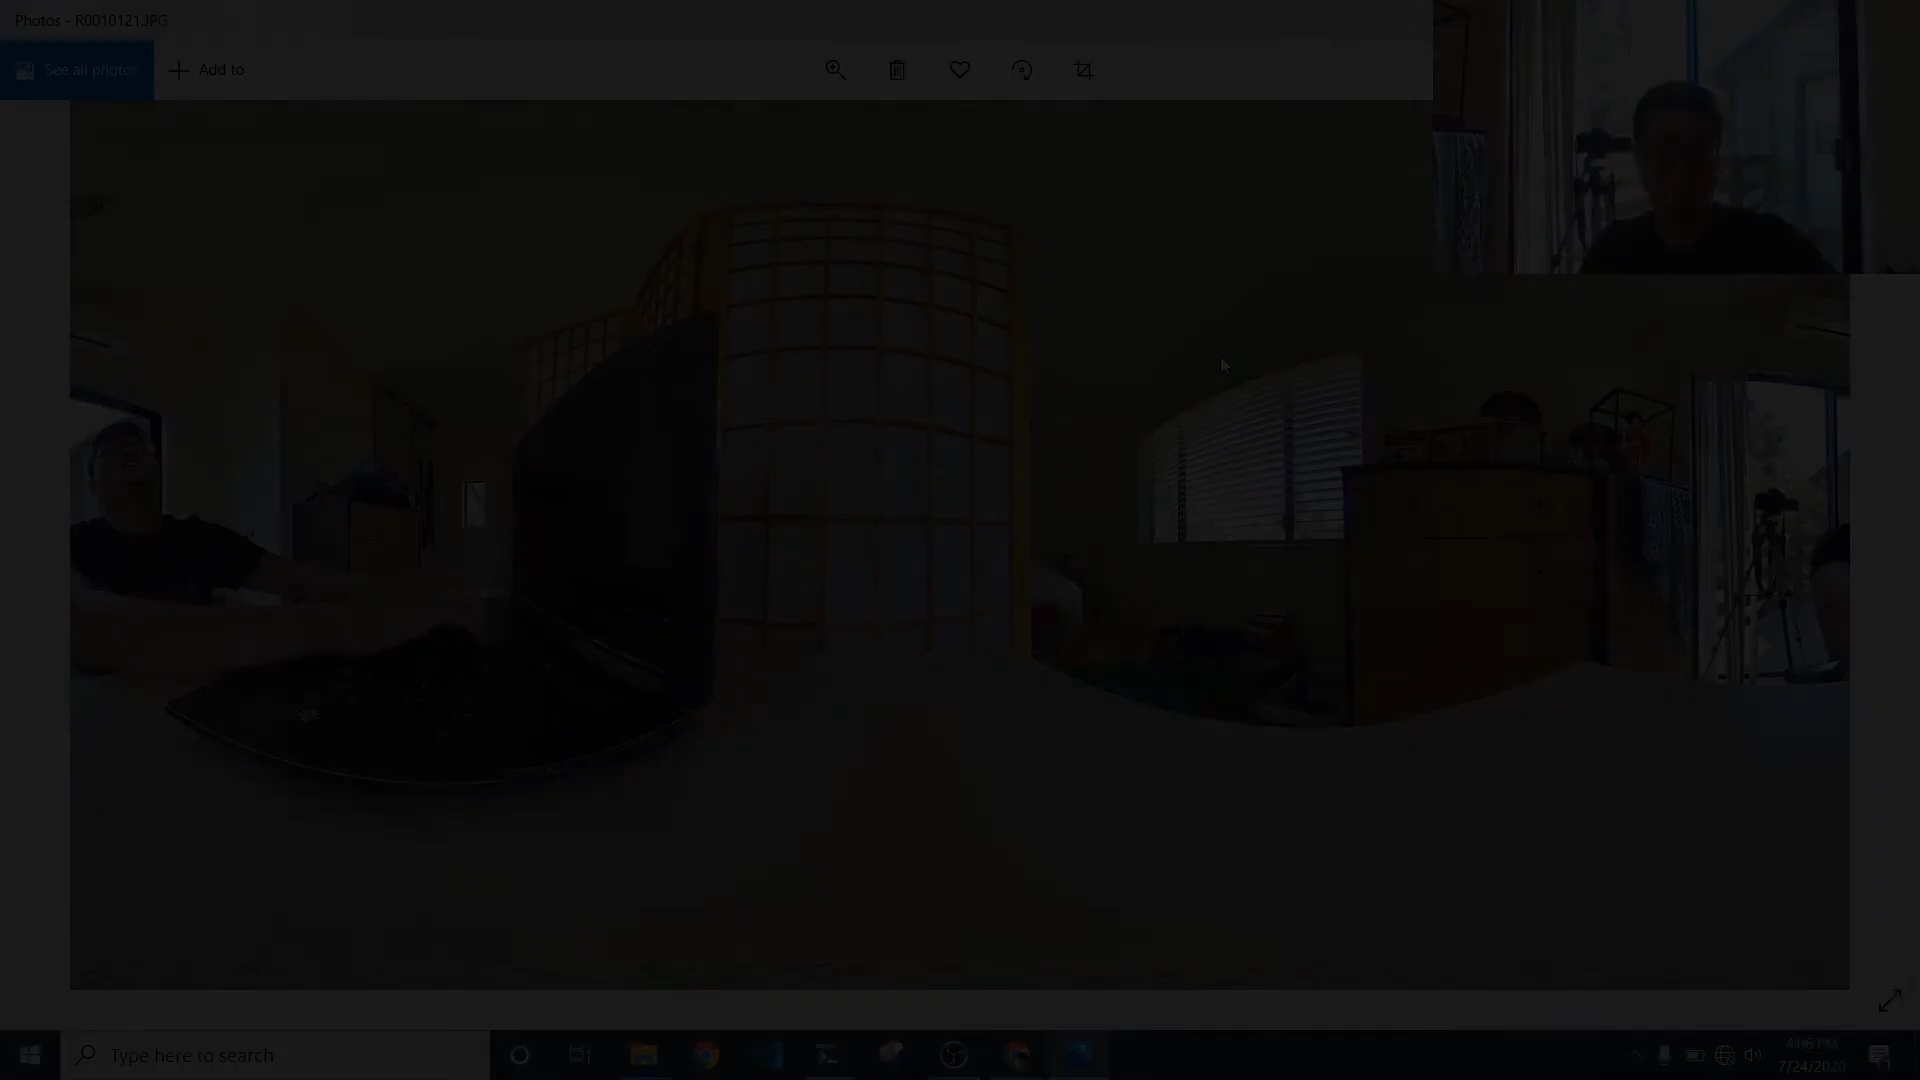 Photos - R0010121.JPG
See all photos
Add to
Type here to search
4:06 PM
7/24/2020